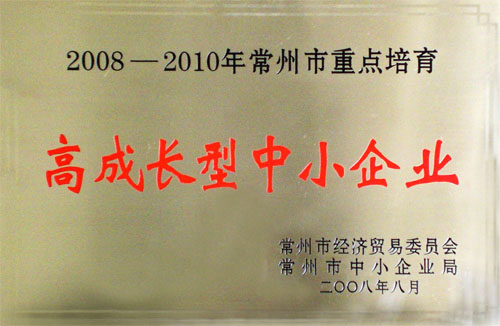 2008—2010年常州市重点培育
高成长型中小企业
常州市经济贸易委员会
常州市中小企业局
二〇〇八年八月